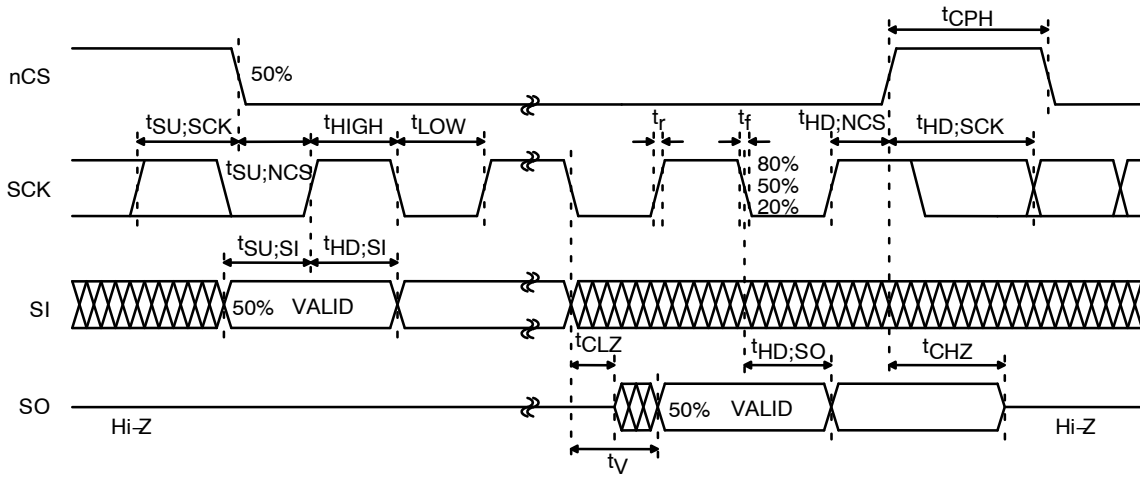 tCPH
nCS
50%
tSU;SCK
tHIGH
tLOW
tr
tf
tHD;NCS
tHD;SCK
SCK
tSU;NCS
80%
50%
20%
tSU;SI
tHD;SI
SI
50%
VALID
tCLZ
tHD;SO
tCHZ
SO
50%
VALID
Hi–Z
Hi–Z
tV